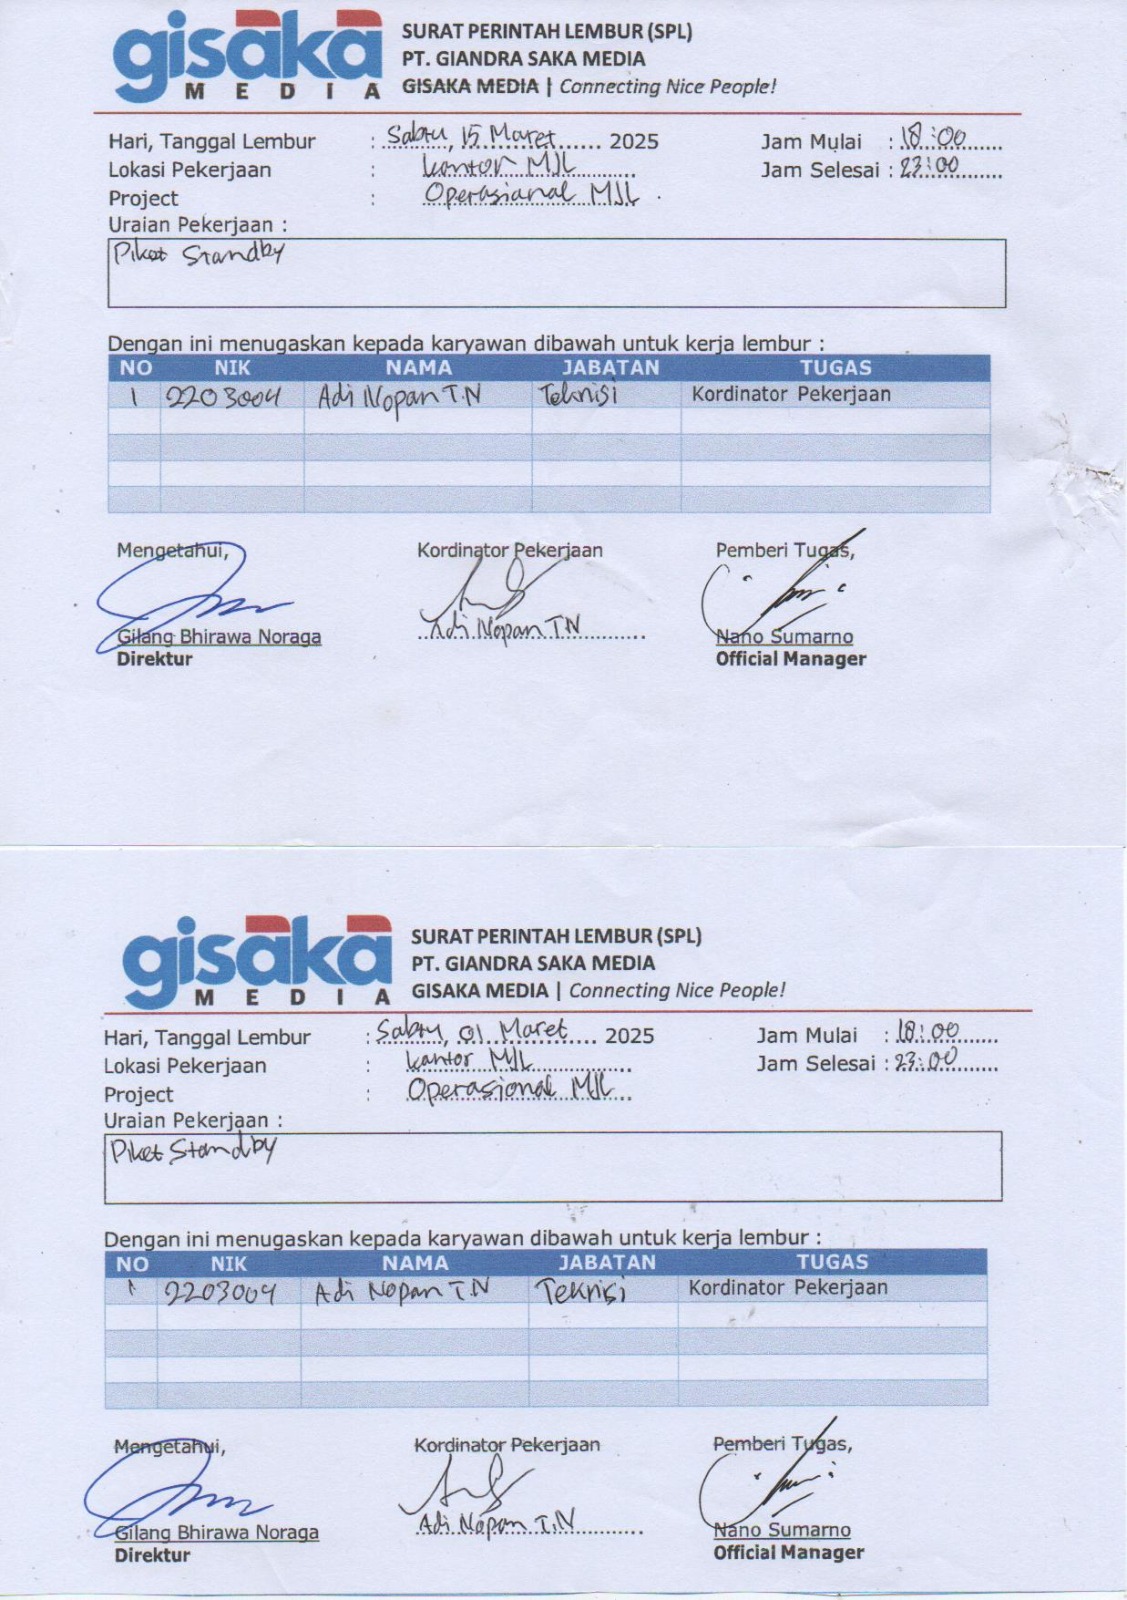 gisaka
MEDIA
SURAT PERINTAH LEMBUR (SPL)
PT. GIANDRA SAKA MEDIA
GISAKA MEDIA | Connecting Nice People!
Hari, Tanggal Lembur : Sabtu, 15 Maret 2025 Jam Mulai : 18:00
Lokasi Pekerjaan : kantor MJL Jam Selesai : 23:00
Project : Operasional MJL
Uraian Pekerjaan :
Piket Standby
Dengan ini menugaskan kepada karyawan dibawah untuk kerja lembur :
NO NIK NAMA JABATAN TUGAS
1 2203004 Adi Nopan T.N Teknisi Kordinator Pekerjaan
Mengetahui, Kordinator Pekerjaan Pemberi Tugas,
Gilang Bhirawa Noraga Adi Nopan TN Nano Sumarno
Direktur Official Manager
gisaka
MEDIA
SURAT PERINTAH LEMBUR (SPL)
PT. GIANDRA SAKA MEDIA
GISAKA MEDIA | Connecting Nice People!
Hari, Tanggal Lembur : Sabtu, 01 Maret 2025 Jam Mulai : 18:00
Lokasi Pekerjaan : kantor MJL Jam Selesai : 23:00
Project : Operasional MJL
Uraian Pekerjaan :
Piket Standby
Dengan ini menugaskan kepada karyawan dibawah untuk kerja lembur :
NO NIK NAMA JABATAN TUGAS
1 2203004 Adi Nopan T.N Teknisi Kordinator Pekerjaan
Mengetahui, Kordinator Pekerjaan Pemberi Tugas,
Gilang Bhirawa Noraga Adi Nopan T.N Nano Sumarno
Direktur Official Manager